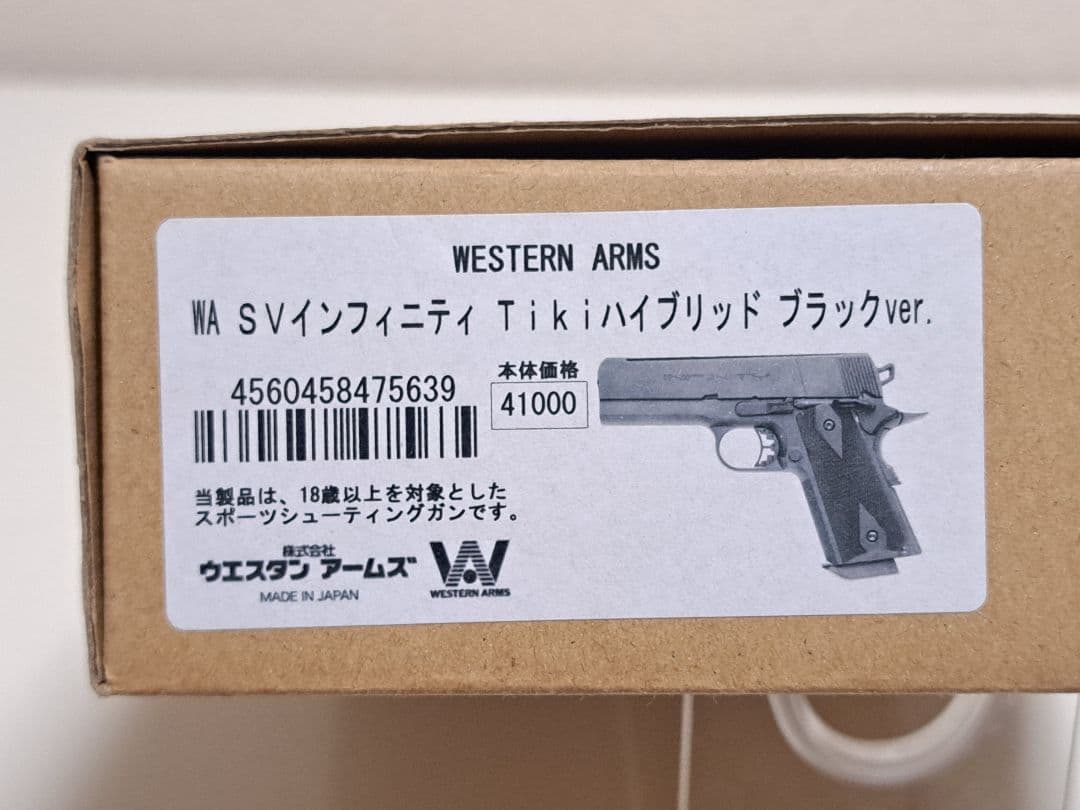 WESTERN ARMS
WA SVインフィニティ Tikiハイブリッド ブラックver.
4560458475639
本体価格
41000
当製品は、18歳以上を対象とした
スポーツシューティングガンです。
株式会社
ウエスタン アームズ
MADE IN JAPAN
WESTERN ARMS